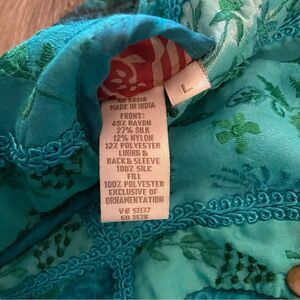 MADE IN INDIA
FRONT:
49% RAYON
27% SILK
12% NYLON
12% POLYESTER
LINING &
BACK & SLEEVE
100% SILK
FILL
100% POLYESTER
EXCLUSIVE OF
ORNAMENTATION
L